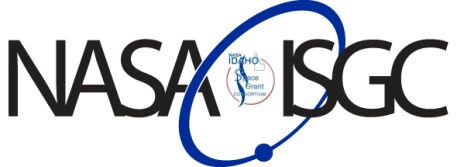 NASA ISGC
NASA
IDAHO
Space
Grant
CONSORTIUM